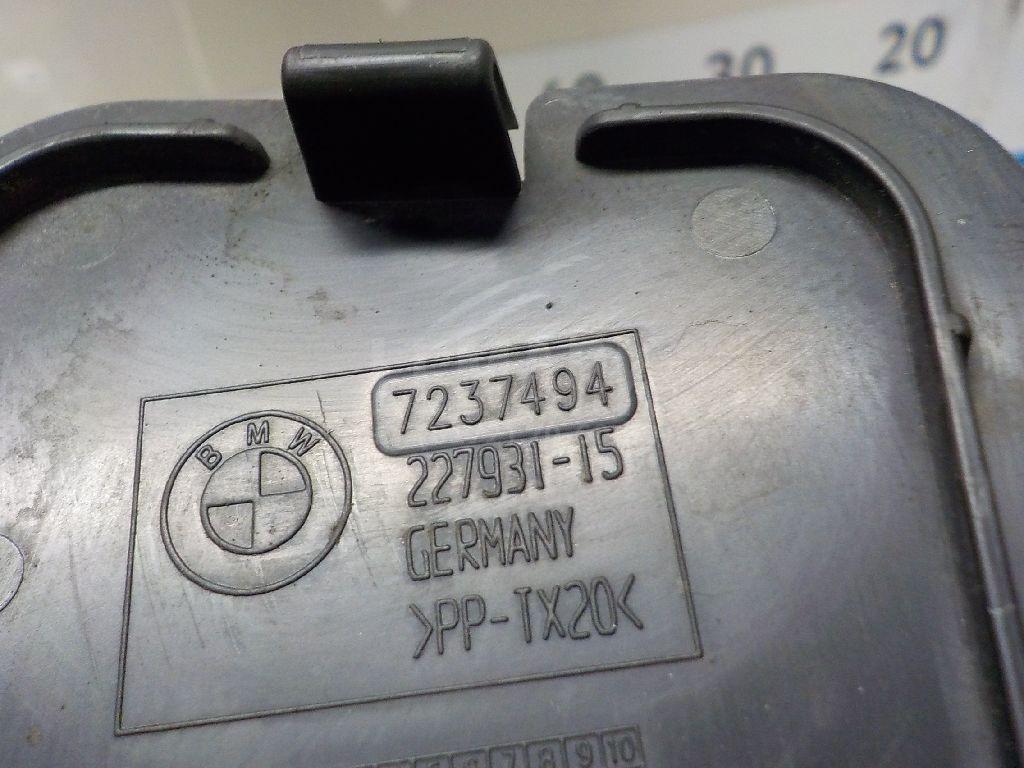 30 20
BMW
7237494
227931-15
GERMANY
>PP-TX20<
7 8 9 10